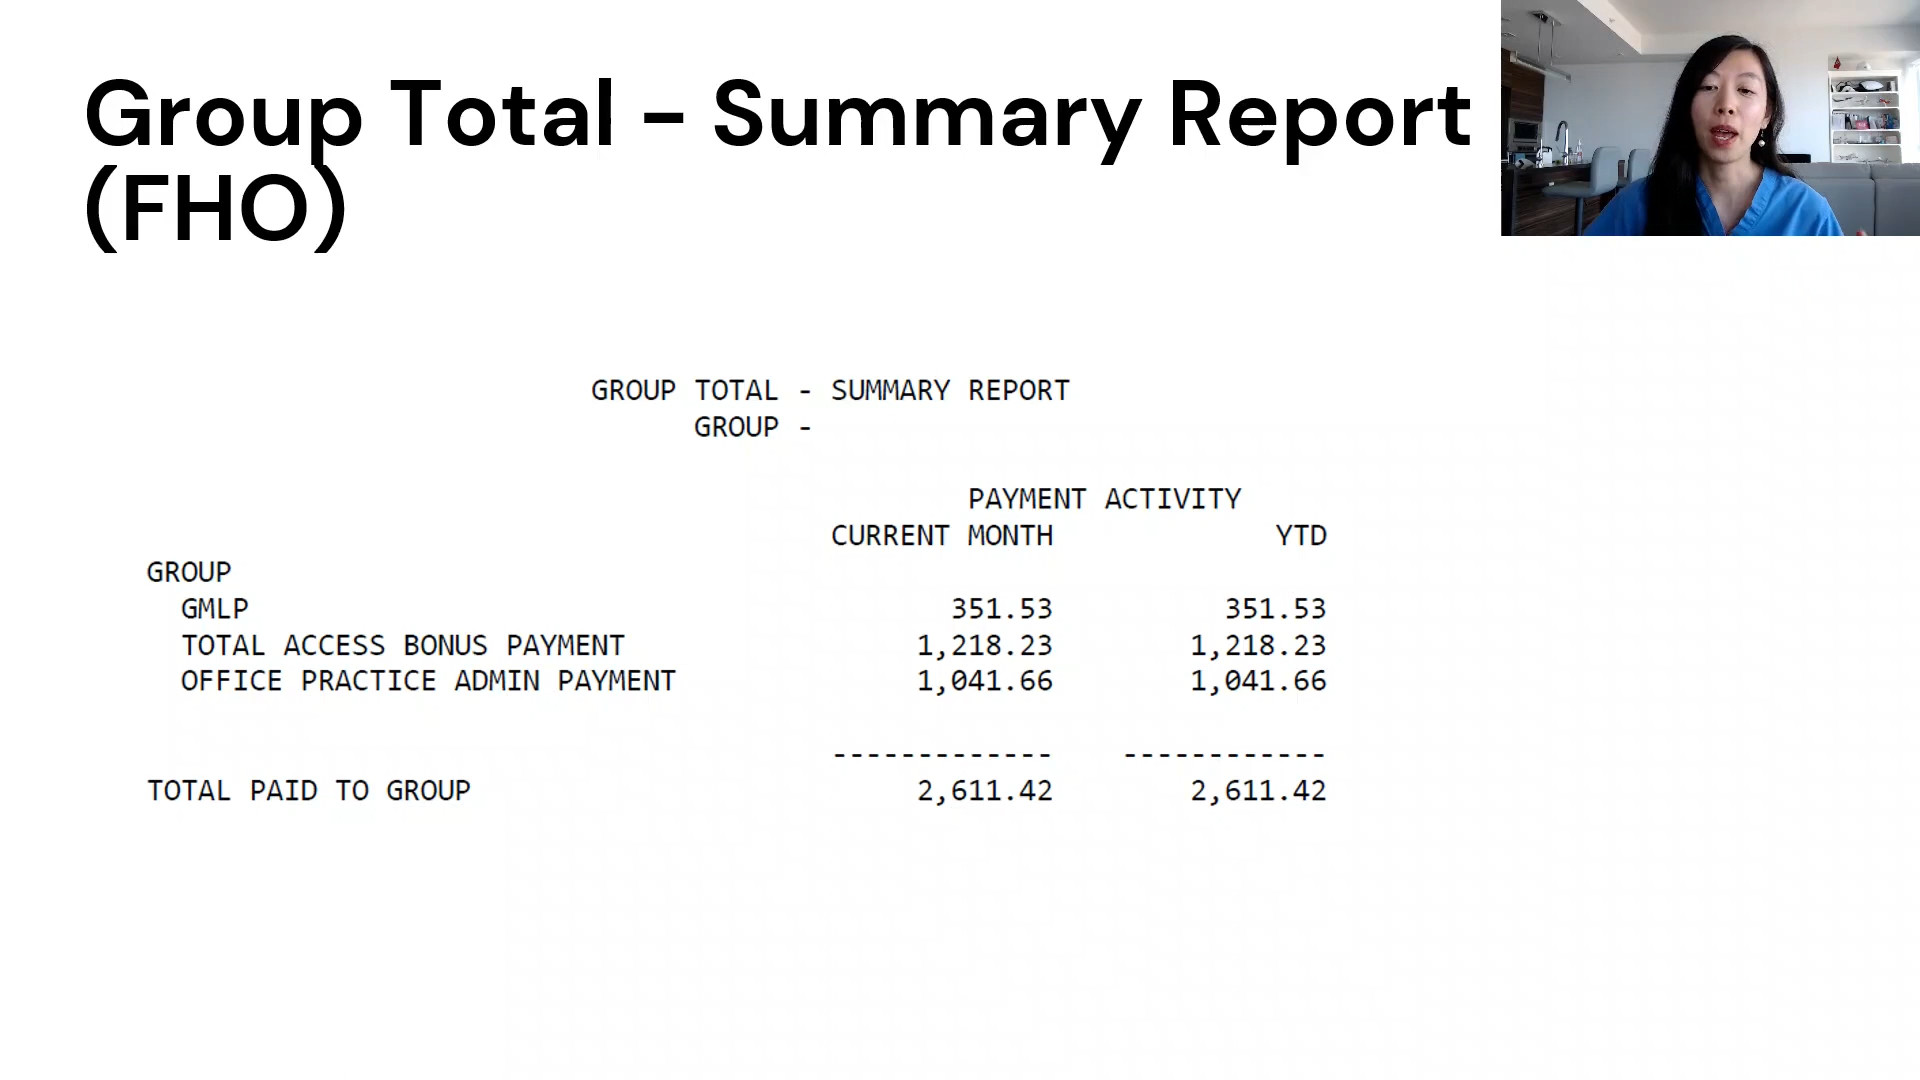 Group Total - Summary Report
(FHO)
GROUP TOTAL - SUMMARY REPORT
GROUP -
PAYMENT ACTIVITY
CURRENT MONTH YTD
GROUP
GMLP 351.53 351.53
TOTAL ACCESS BONUS PAYMENT 1,218.23 1,218.23
OFFICE PRACTICE ADMIN PAYMENT 1,041.66 1,041.66
------------- ------------
TOTAL PAID TO GROUP 2,611.42 2,611.42